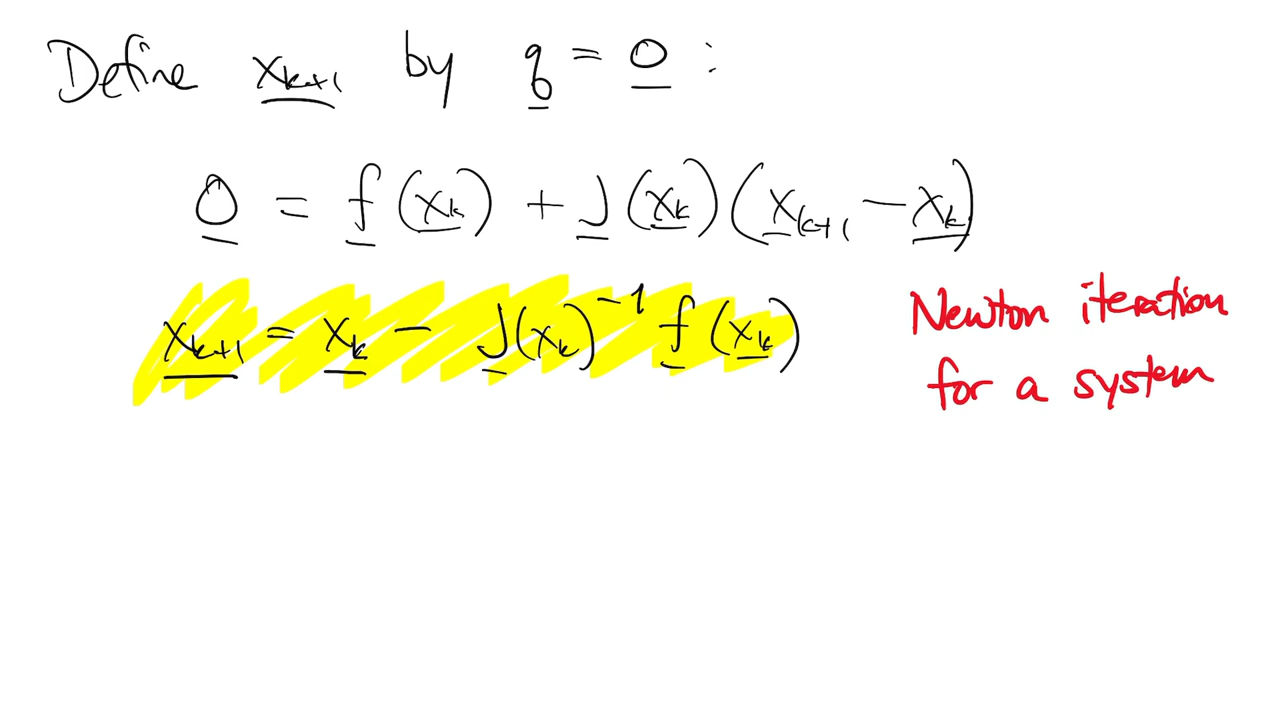 Define x_{k+1} by q = 0 :
0 = f(x_k) + J(x_k)(x_{k+1} - x_k)
x_{k+1} = x_k - J(x_k)^{-1} f(x_k)
Newton iteration
for a system